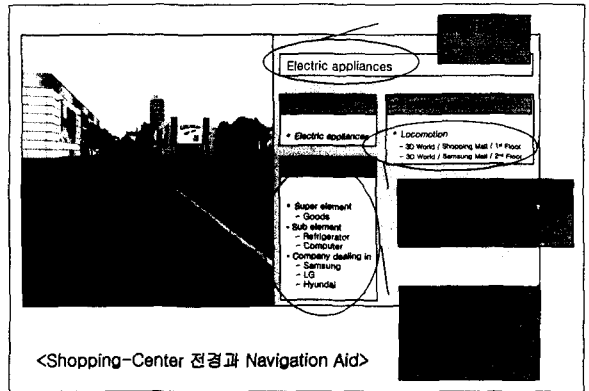 Electric appliances
• Electric appliances
• Locomotion
- 3D World / Shopping Mall / 1st Floor
- 3D World / Samsung Mall / 2nd Floor
• Super element
- Goods
• Sub element
- Refrigerator
- Computer
• Company dealing in
- Samsung
- LG
- Hyundai
<Shopping-Center 전경과 Navigation Aid>